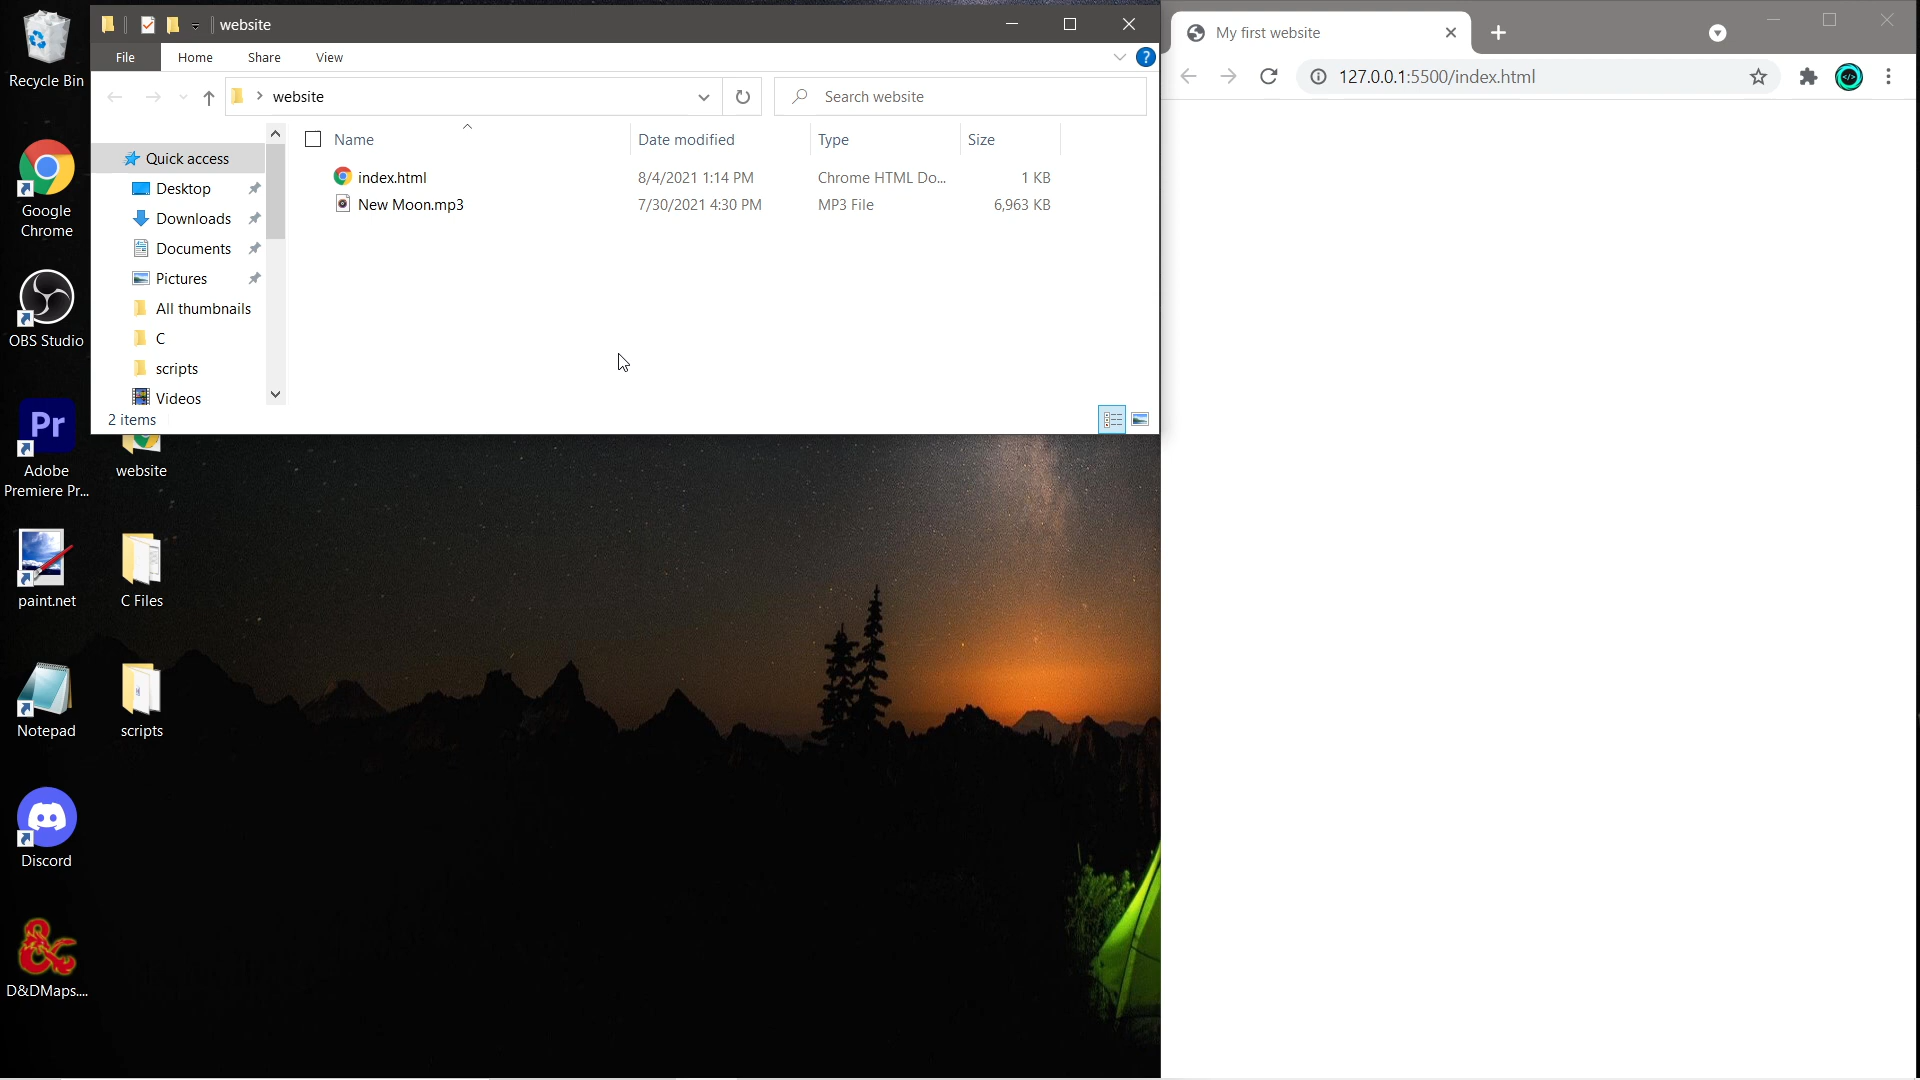 website
File
Home
Share
View
?
website
Search website
Name
Date modified
Type
Size
index.html
8/4/2021 1:14 PM
Chrome HTML Do...
1 KB
New Moon.mp3
7/30/2021 4:30 PM
MP3 File
6,963 KB
Quick access
Desktop
Downloads
Documents
Pictures
All thumbnails
C
scripts
Videos
2 items
Recycle Bin
Google
Chrome
OBS Studio
Pr
Adobe
Premiere Pr...
website
paint.net
C Files
Notepad
scripts
Discord
&
D&DMaps....
My first website
127.0.0.1:5500/index.html